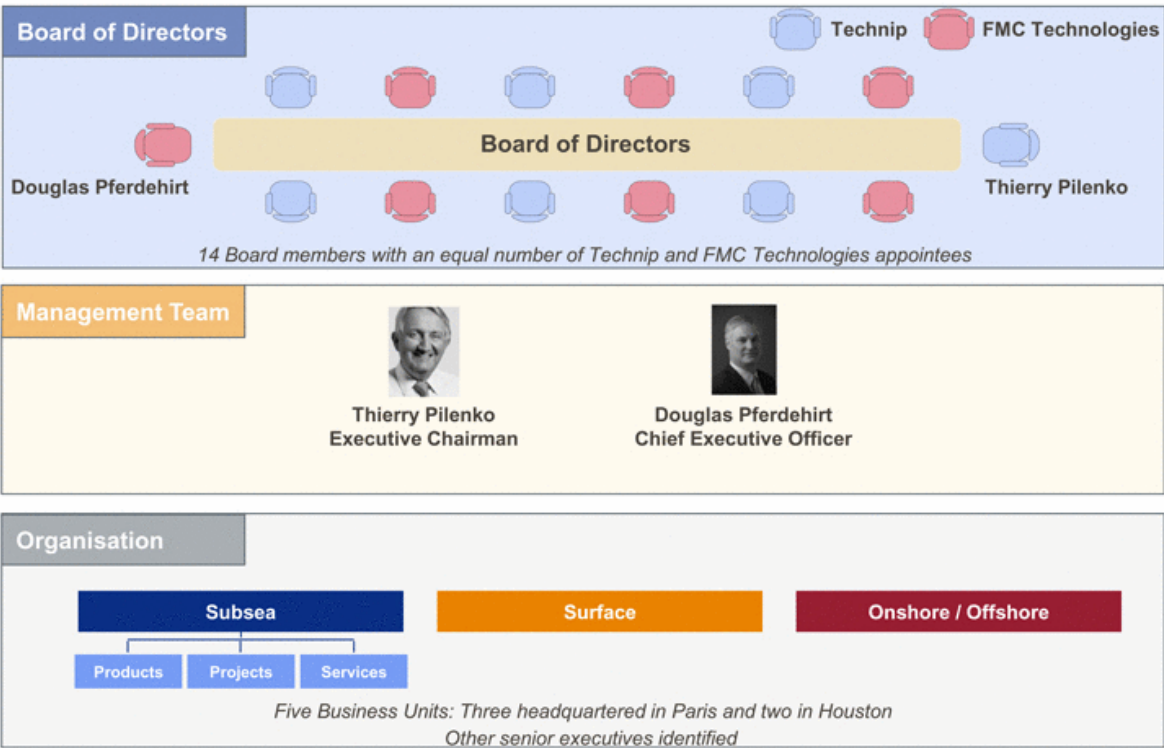 Board of Directors
Technip
FMC Technologies
Board of Directors
Douglas Pferdehirt
Thierry Pilenko
14 Board members with an equal number of Technip and FMC Technologies appointees
Management Team
Thierry Pilenko
Executive Chairman
Douglas Pferdehirt
Chief Executive Officer
Organisation
Subsea
Surface
Onshore / Offshore
Products
Projects
Services
Five Business Units: Three headquartered in Paris and two in Houston
Other senior executives identified